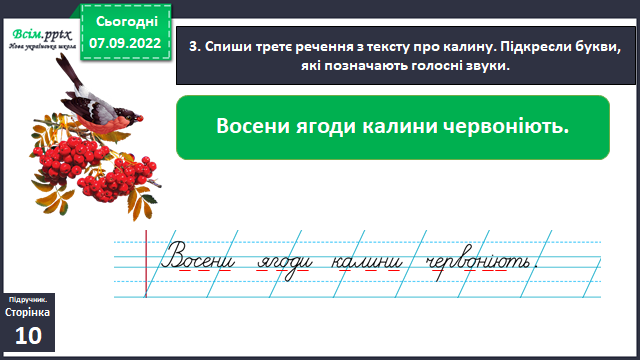 Всім.pptx
Нова українська школа
Сьогодні
07.09.2022
3. Спиши третє речення з тексту про калину. Підкресли букви,
які позначають голосні звуки.
Восени ягоди калини червоніють.
Восени ягоди калини червоніють.
Підручник.
Сторінка
10